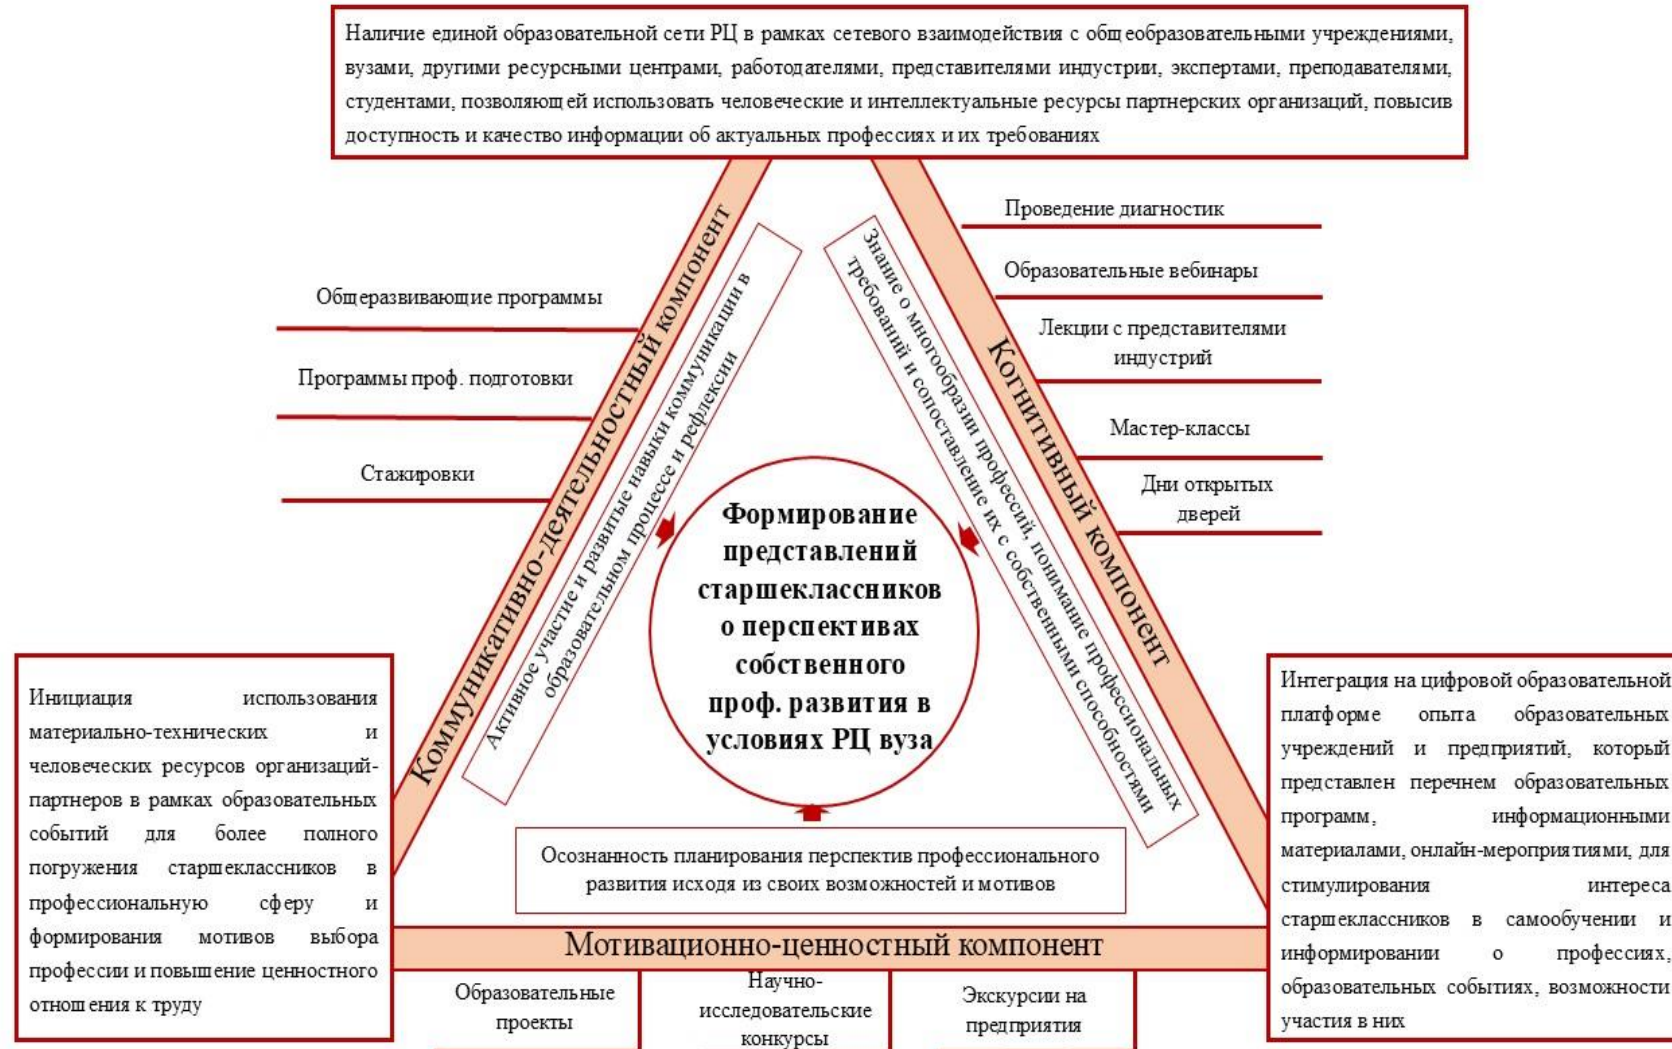 Наличие единой образовательной сети РЦ в рамках сетевого взаимодействия с общеобразовательными учреждениями,
вузами, другими ресурсными центрами, работодателями, представителями индустрии, экспертами, преподавателями,
студентами, позволяющей использовать человеческие и интеллектуальные ресурсы партнерских организаций, повысив
доступность и качество информации об актуальных профессиях и их требованиях
Общеразвивающие программы
Программы проф. подготовки
Стажировки
Коммуникативно-деятельностный компонент
Активное участие и развитые навыки коммуникации в
образовательном процессе и рефлексии
Знание о многообразии профессий, понимание профессиональных
требований и сопоставление их с собственными способностями
Когнитивный компонент
Проведение диагностик
Образовательные вебинары
Лекции с представителями
индустрий
Мастер-классы
Дни открытых
дверей
Формирование
представлений
старшеклассников
о перспективах
собственного
проф. развития в
условиях РЦ вуза
Инициация использования
материально-технических и
человеческих ресурсов организаций-
партнеров в рамках образовательных
событий для более полного
погружения старшеклассников в
профессиональную сферу и
формирования мотивов выбора
профессии и повышение ценностного
отношения к труду
Интеграция на цифровой образовательной
платформе опыта образовательных
учреждений и предприятий, который
представлен перечнем образовательных
программ, информационными
материалами, онлайн-мероприятиями, для
стимулирования интереса
старшеклассников в самообучении и
информировании о профессиях,
образовательных событиях, возможности
участия в них
Осознанность планирования перспектив профессионального
развития исходя из своих возможностей и мотивов
Мотивационно-ценностный компонент
Образовательные
проекты
Научно-
исследовательские
конкурсы
Экскурсии на
предприятия